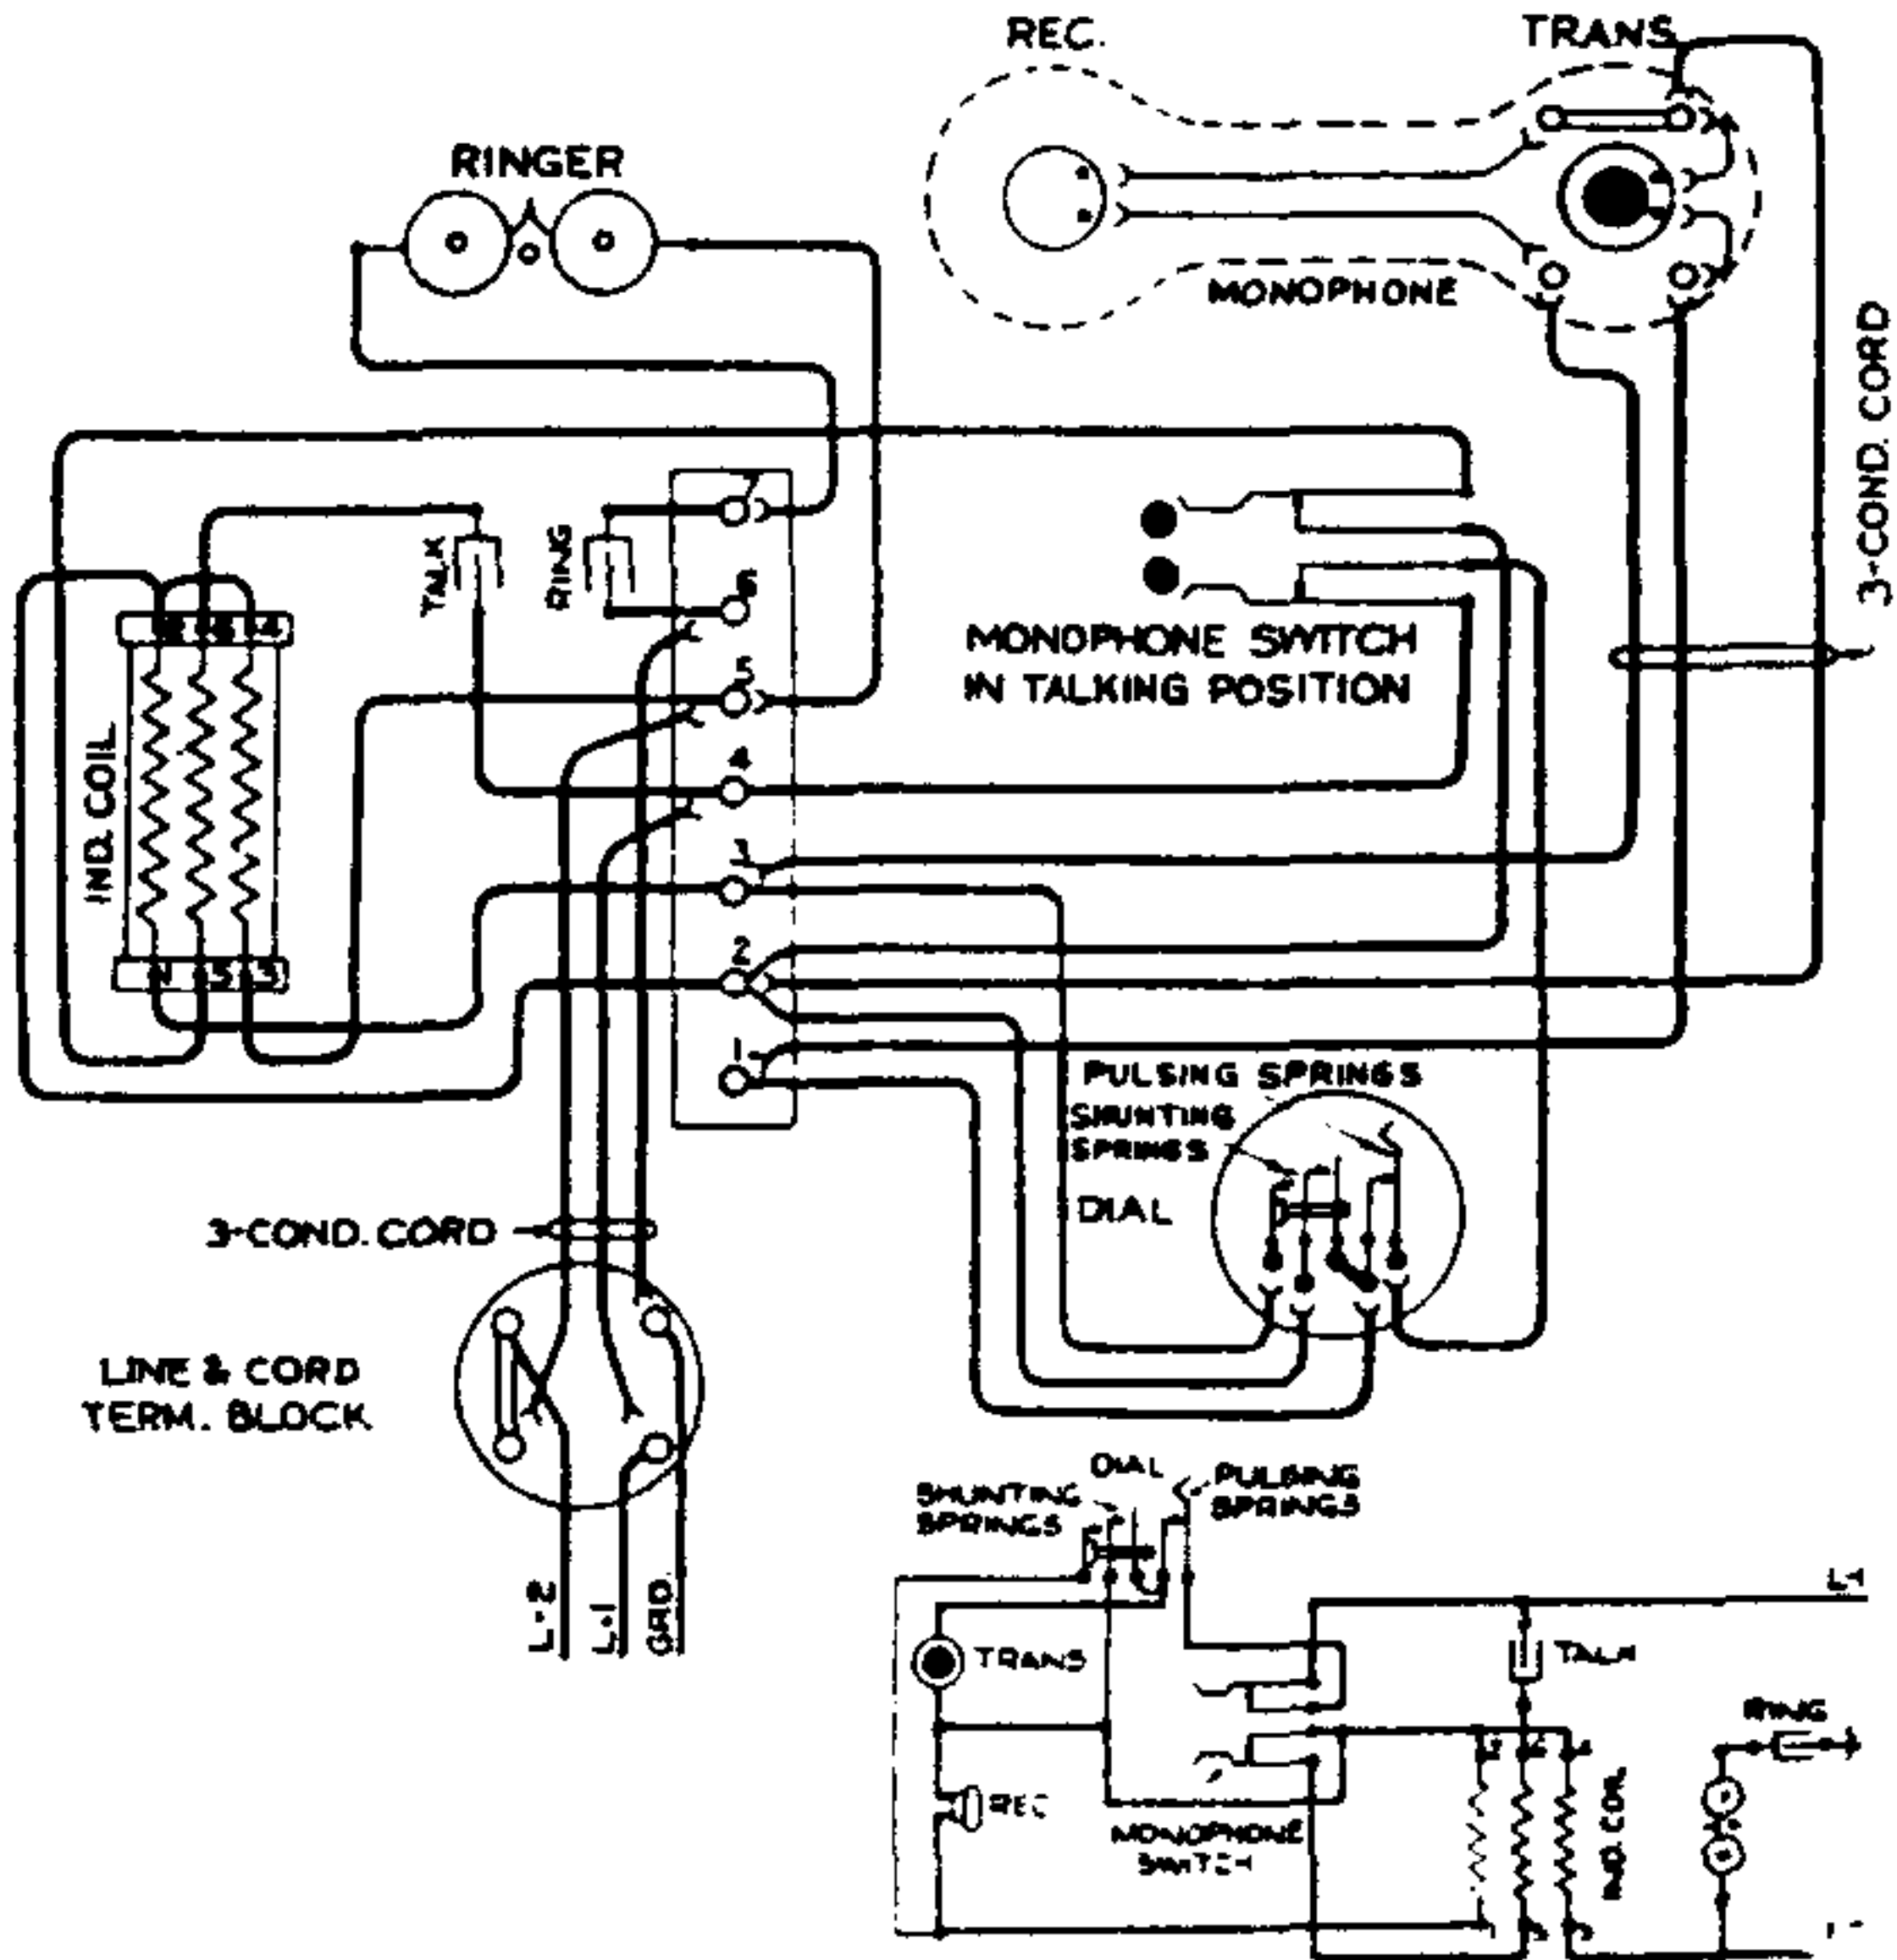 REC.
TRANS.
RINGER
MONOPHONE
3-COND. CORD
7
TALK
RING
6
MONOPHONE SWITCH
IN TALKING POSITION
5
4
IND. COIL
3
2
1
PULSING SPRINGS
SHUNTING
SPRINGS
DIAL
3-COND. CORD
LINE & CORD
TERM. BLOCK
L-2
L-1
GRD
DIAL
SHUNTING
SPRINGS
PULSING
SPRINGS
TRANS
TALK
RING
REC
MONOPHONE
SWITCH
IND. COIL